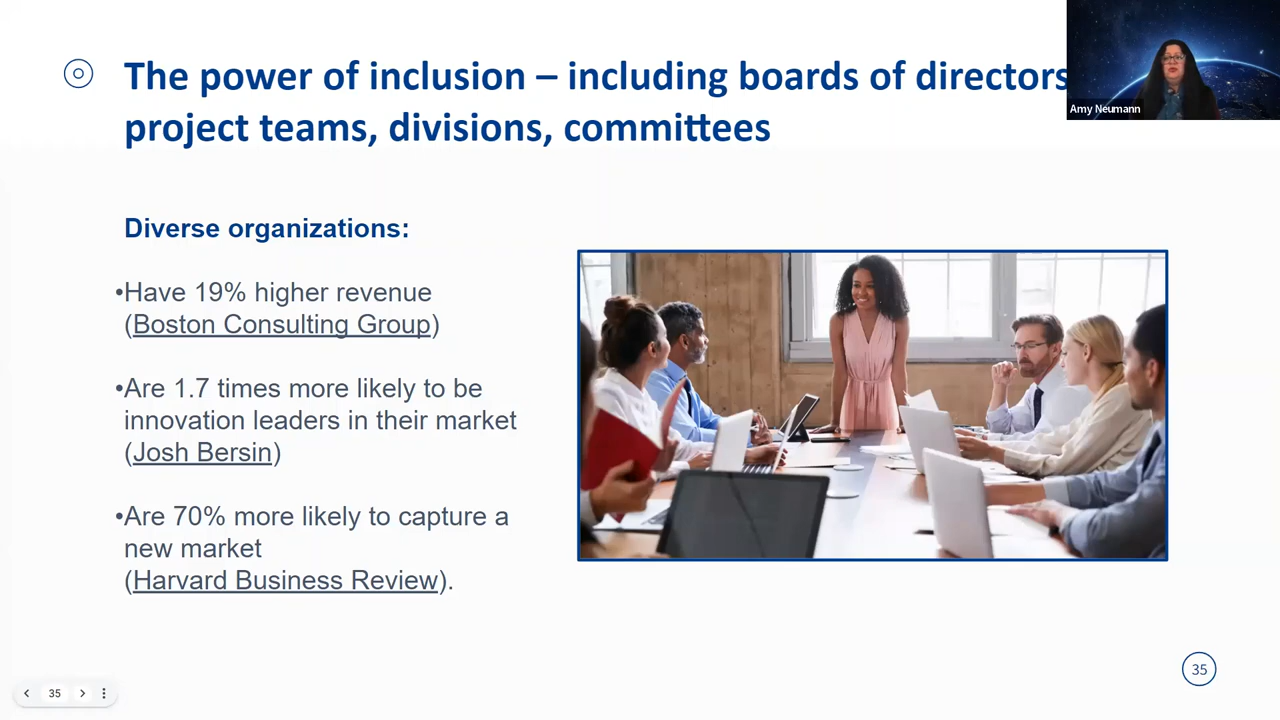 The power of inclusion – including boards of directors
project teams, divisions, committees
Amy Neumann
Diverse organizations:
•Have 19% higher revenue
(Boston Consulting Group)
•Are 1.7 times more likely to be
innovation leaders in their market
(Josh Bersin)
•Are 70% more likely to capture a
new market
(Harvard Business Review).
35
35